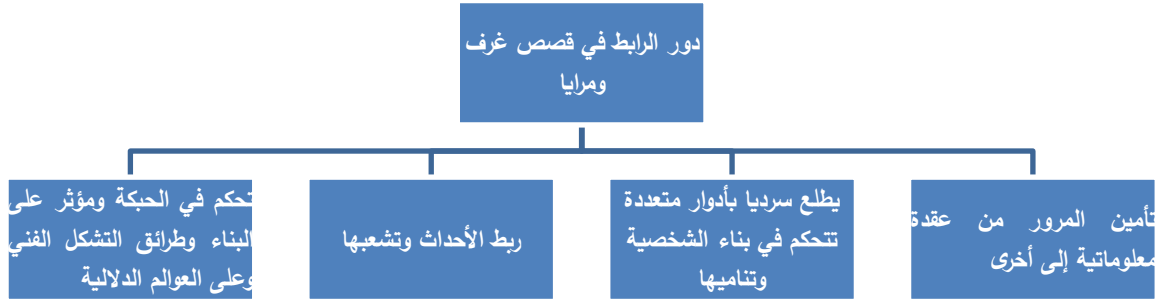 دور الرابط في قصص غرف
ومرايا
تأمين المرور من عقدة
معلوماتية إلى أخرى
يطلع سرديا بأدوار متعددة
تتحكم في بناء الشخصية
وتناميها
ربط الأحداث وتشعبها
تحكم في الحبكة ومؤثر على
البناء وطرائق التشكل الفني
وعلى العوالم الدلالية